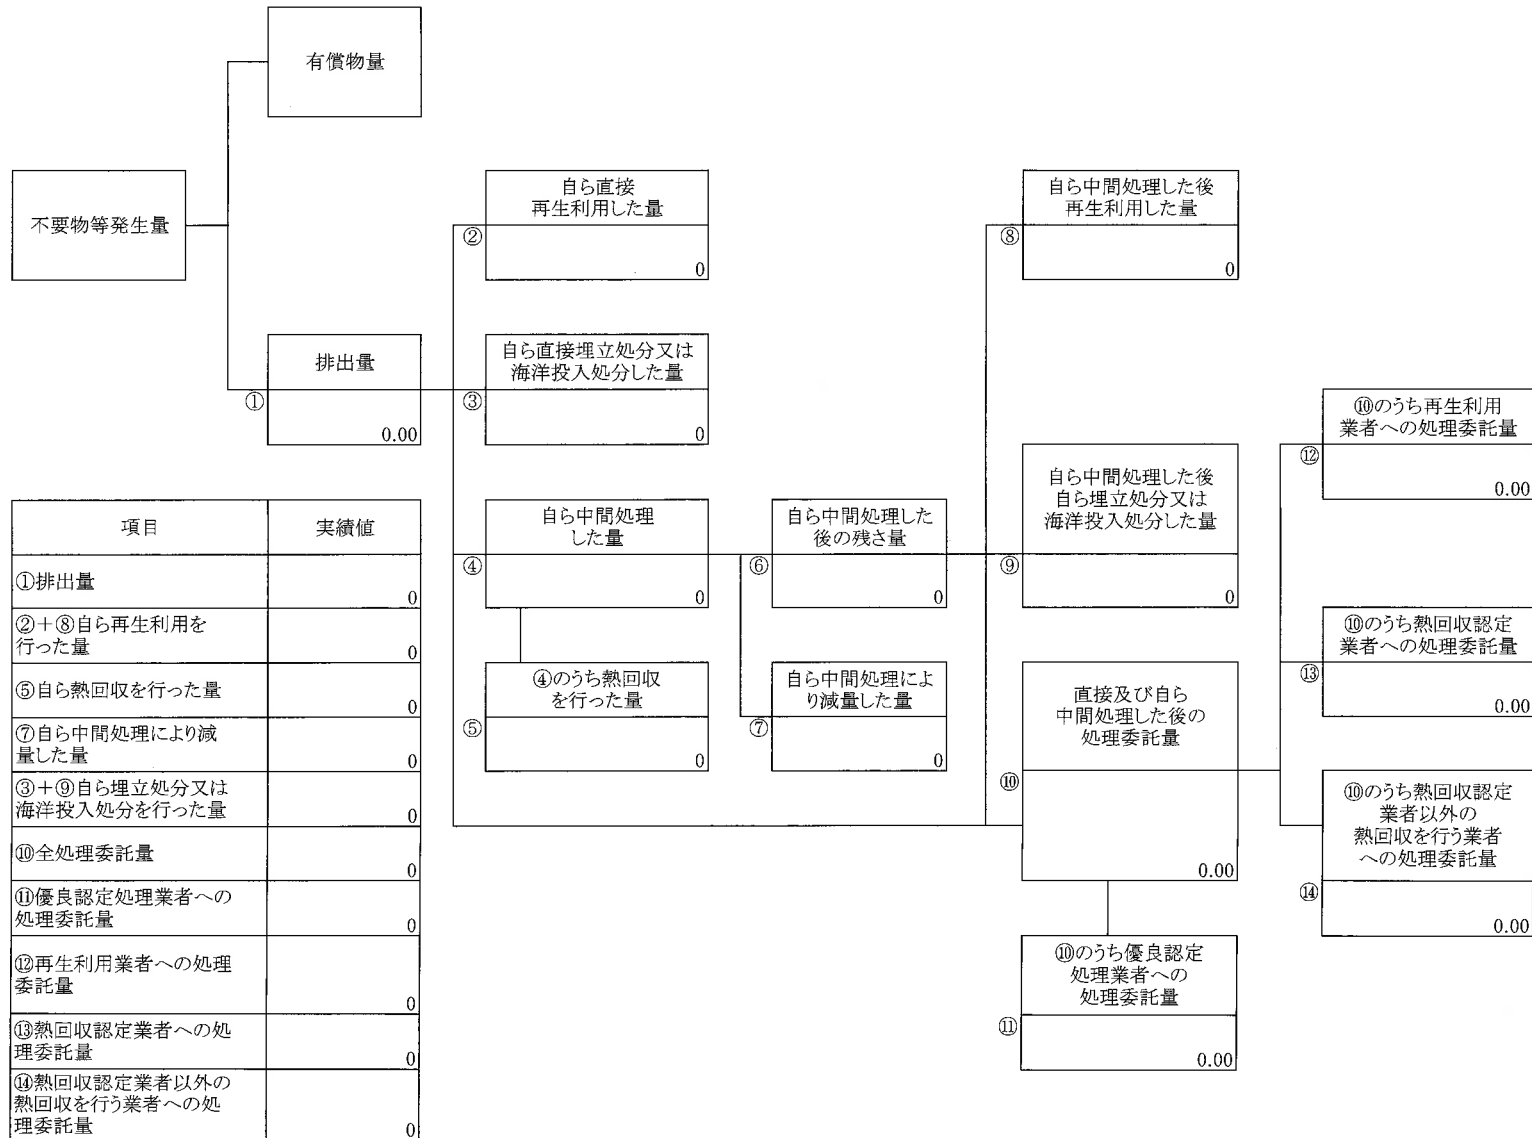 有償物量
不要物等発生量
排出量
①
0.00
自ら直接
再生利用した量
②
0
自ら直接埋立処分又は
海洋投入処分した量
③
0
自ら中間処理
した量
④
0
④のうち熱回収
を行った量
⑤
0
自ら中間処理した
後の残さ量
⑥
0
自ら中間処理によ
り減量した量
⑦
0
自ら中間処理した後
再生利用した量
⑧
0
自ら中間処理した後
自ら埋立処分又は
海洋投入処分した量
⑨
0
直接及び自ら
中間処理した後の
処理委託量
⑩
0.00
⑩のうち優良認定
処理業者への
処理委託量
⑪
0.00
⑩のうち再生利用
業者への処理委託量
⑫
0.00
⑩のうち熱回収認定
業者への処理委託量
⑬
0.00
⑩のうち熱回収認定
業者以外の
熱回収を行う業者
への処理委託量
⑭
0.00
項目 実績値
①排出量
0
②+⑧自ら再生利用を
行った量
0
⑤自ら熱回収を行った量
0
⑦自ら中間処理により減
量した量
0
③+⑨自ら埋立処分又は
海洋投入処分を行った量
0
⑩全処理委託量
0
⑪優良認定処理業者への
処理委託量
0
⑫再生利用業者への処理
委託量
0
⑬熱回収認定業者への処
理委託量
0
⑭熱回収認定業者以外の
熱回収を行う業者への処
理委託量
0